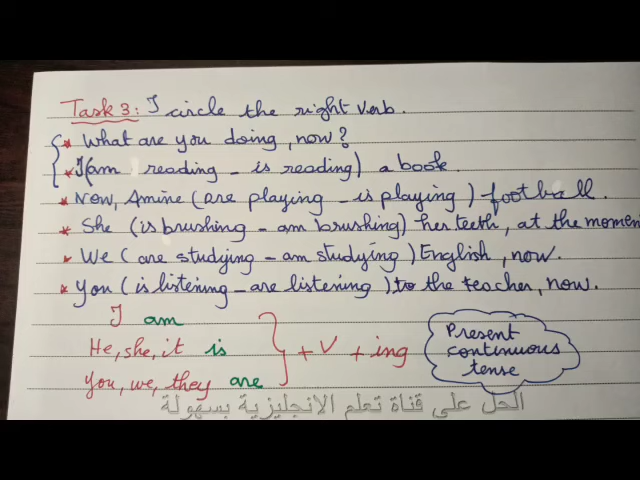 Task 3: I circle the right verb.
* What are you doing, now?
* I (am reading - is reading) a book.
* Now, Amine (are playing - is playing) football.
* She (is brushing - am brushing) her teeth, at the momen
* We (are studying - am studying) English, now.
* You (is listening - are listening) to the teacher, now.
I am
He, she, it is
You, we, they are
} + V + ing
Present
continuous
tense
الحل على قناة تعلم الانجليزية بسهولة